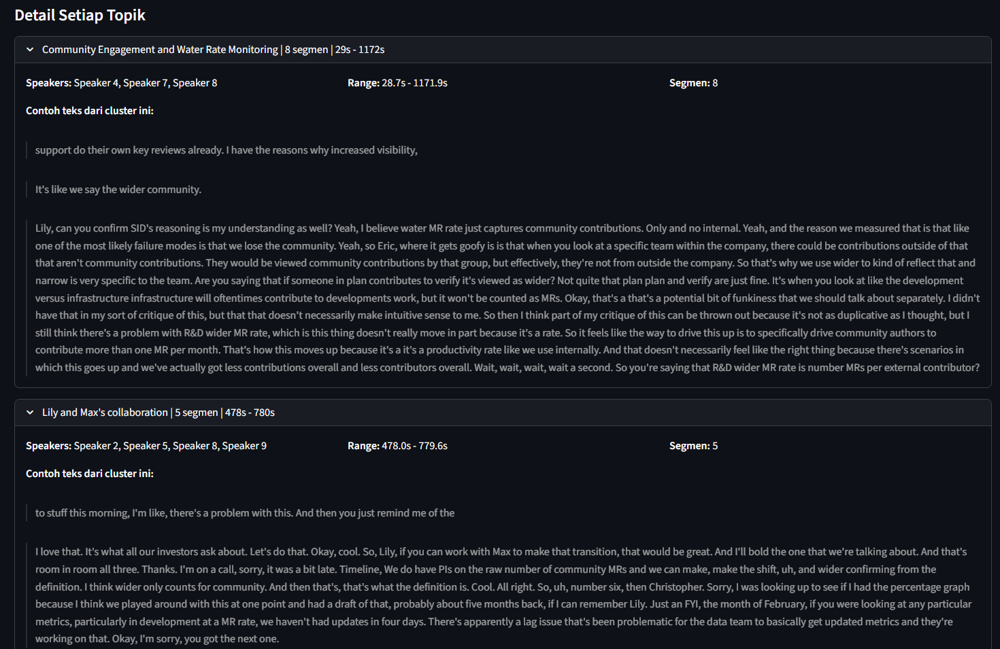 Detail Setiap Topik
Community Engagement and Water Rate Monitoring | 8 segmen | 29s - 1172s
Speakers: Speaker 4, Speaker 7, Speaker 8
Range: 28.7s - 1171.9s
Segmen: 8
Contoh teks dari cluster ini:
support do their own key reviews already. I have the reasons why increased visibility,
It's like we say the wider community.
Lily, can you confirm SID's reasoning is my understanding as well? Yeah, I believe water MR rate just captures community contributions. Only and no internal. Yeah, and the reason we measured that is that like
one of the most likely failure modes is that we lose the community. Yeah, so Eric, where it gets goofy is is that when you look at a specific team within the company, there could be contributions outside of that
that aren't community contributions. They would be viewed community contributions by that group, but effectively, they're not from outside the company. So that's why we use wider to kind of reflect that and
narrow is very specific to the team. Are you saying that if someone in plan contributes to verify it's viewed as wider? Not quite that plan plan and verify are just fine. It's when you look at like the development
versus infrastructure infrastructure will oftentimes contribute to developments work, but it won't be counted as MRs. Okay, that's a that's a potential bit of funkiness that we should talk about separately. I didn't
have that in my sort of critique of this, but that that doesn't necessarily make intuitive sense to me. So then I think part of my critique of this can be thrown out because it's not as duplicative as I thought, but I
still think there's a problem with R&D wider MR rate, which is this thing doesn't really move in part because it's a rate. So it feels like the way to drive this up is to specifically drive community authors to
contribute more than one MR per month. That's how this moves up because it's a it's a productivity rate like we use internally. And that doesn't necessarily feel like the right thing because there's scenarios in
which this goes up and we've actually got less contributions overall and less contributors overall. Wait, wait, wait, wait a second. So you're saying that R&D wider MR rate is number MRs per external contributor?
Lily and Max's collaboration | 5 segmen | 478s - 780s
Speakers: Speaker 2, Speaker 5, Speaker 8, Speaker 9
Range: 478.0s - 779.6s
Segmen: 5
Contoh teks dari cluster ini:
to stuff this morning, I'm like, there's a problem with this. And then you just remind me of the
I love that. It's what all our investors ask about. Let's do that. Okay, cool. So, Lily, if you can work with Max to make that transition, that would be great. And I'll bold the one that we're talking about. And that's
room in room all three. Thanks. I'm on a call, sorry, it was a bit late. Timeline, We do have PIs on the raw number of community MRs and we can make, make the shift, uh, and wider confirming from the
definition. I think wider only counts for community. And then that's, that's what the definition is. Cool. All right. So, uh, number six, then Christopher. Sorry, I was looking up to see if I had the percentage graph
because I think we played around with this at one point and had a draft of that, probably about five months back, if I can remember Lily. Just an FYI, the month of February, if you were looking at any particular
metrics, particularly in development at a MR rate, we haven't had updates in four days. There's apparently a lag issue that's been problematic for the data team to basically get updated metrics and they're
working on that. Okay, I'm sorry, you got the next one.